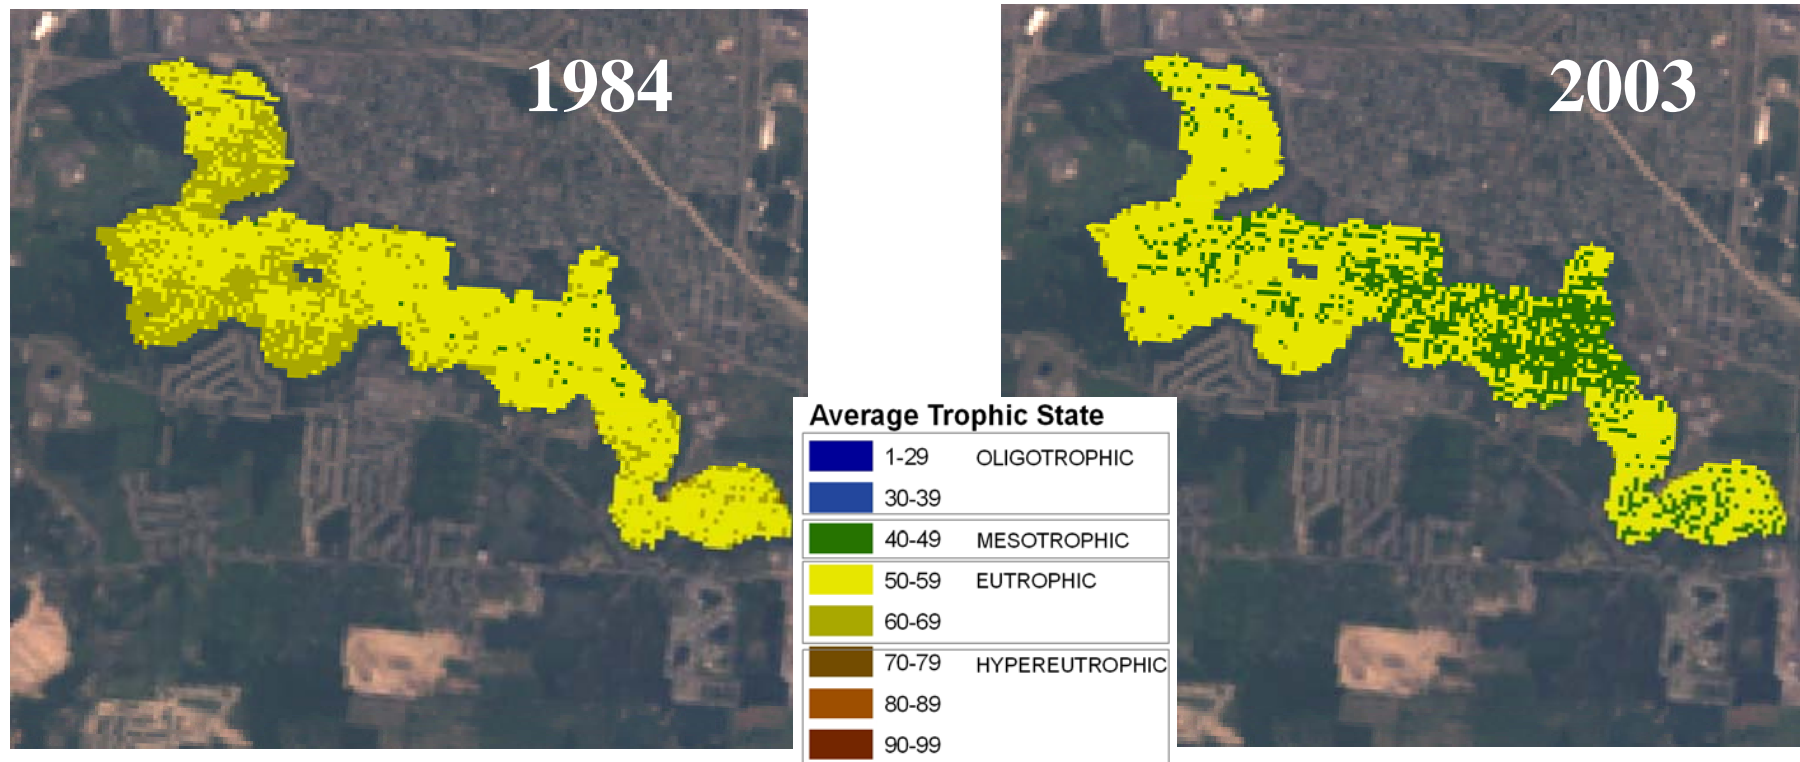 1984
2003
Average Trophic State
1-29 OLIGOTROPHIC
30-39
40-49 MESOTROPHIC
50-59 EUTROPHIC
60-69
70-79 HYPEREUTROPHIC
80-89
90-99